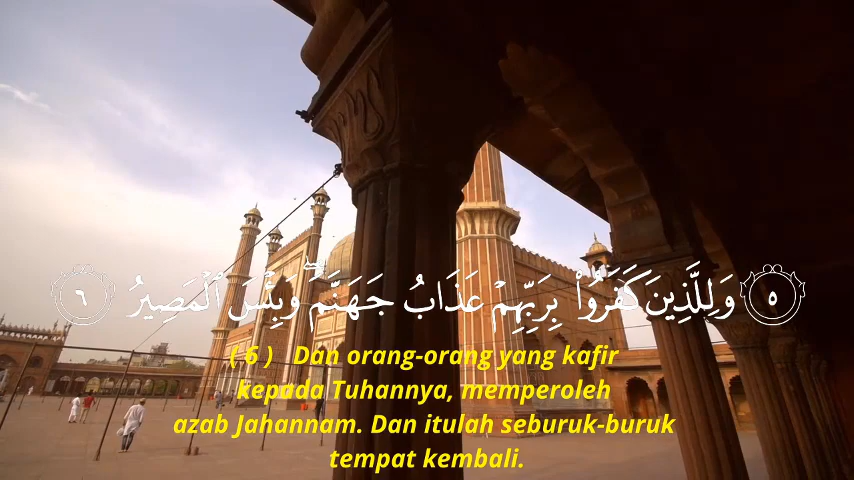 ٥ وَلِلَّذِينَ كَفَرُوا۟ بِرَبِّهِمْ عَذَابُ جَهَنَّمَ ۖ وَبِئْسَ ٱلْمَصِيرُ ٦
( 6 ) Dan orang-orang yang kafir
kepada Tuhannya, memperoleh
azab Jahannam. Dan itulah seburuk-buruk
tempat kembali.